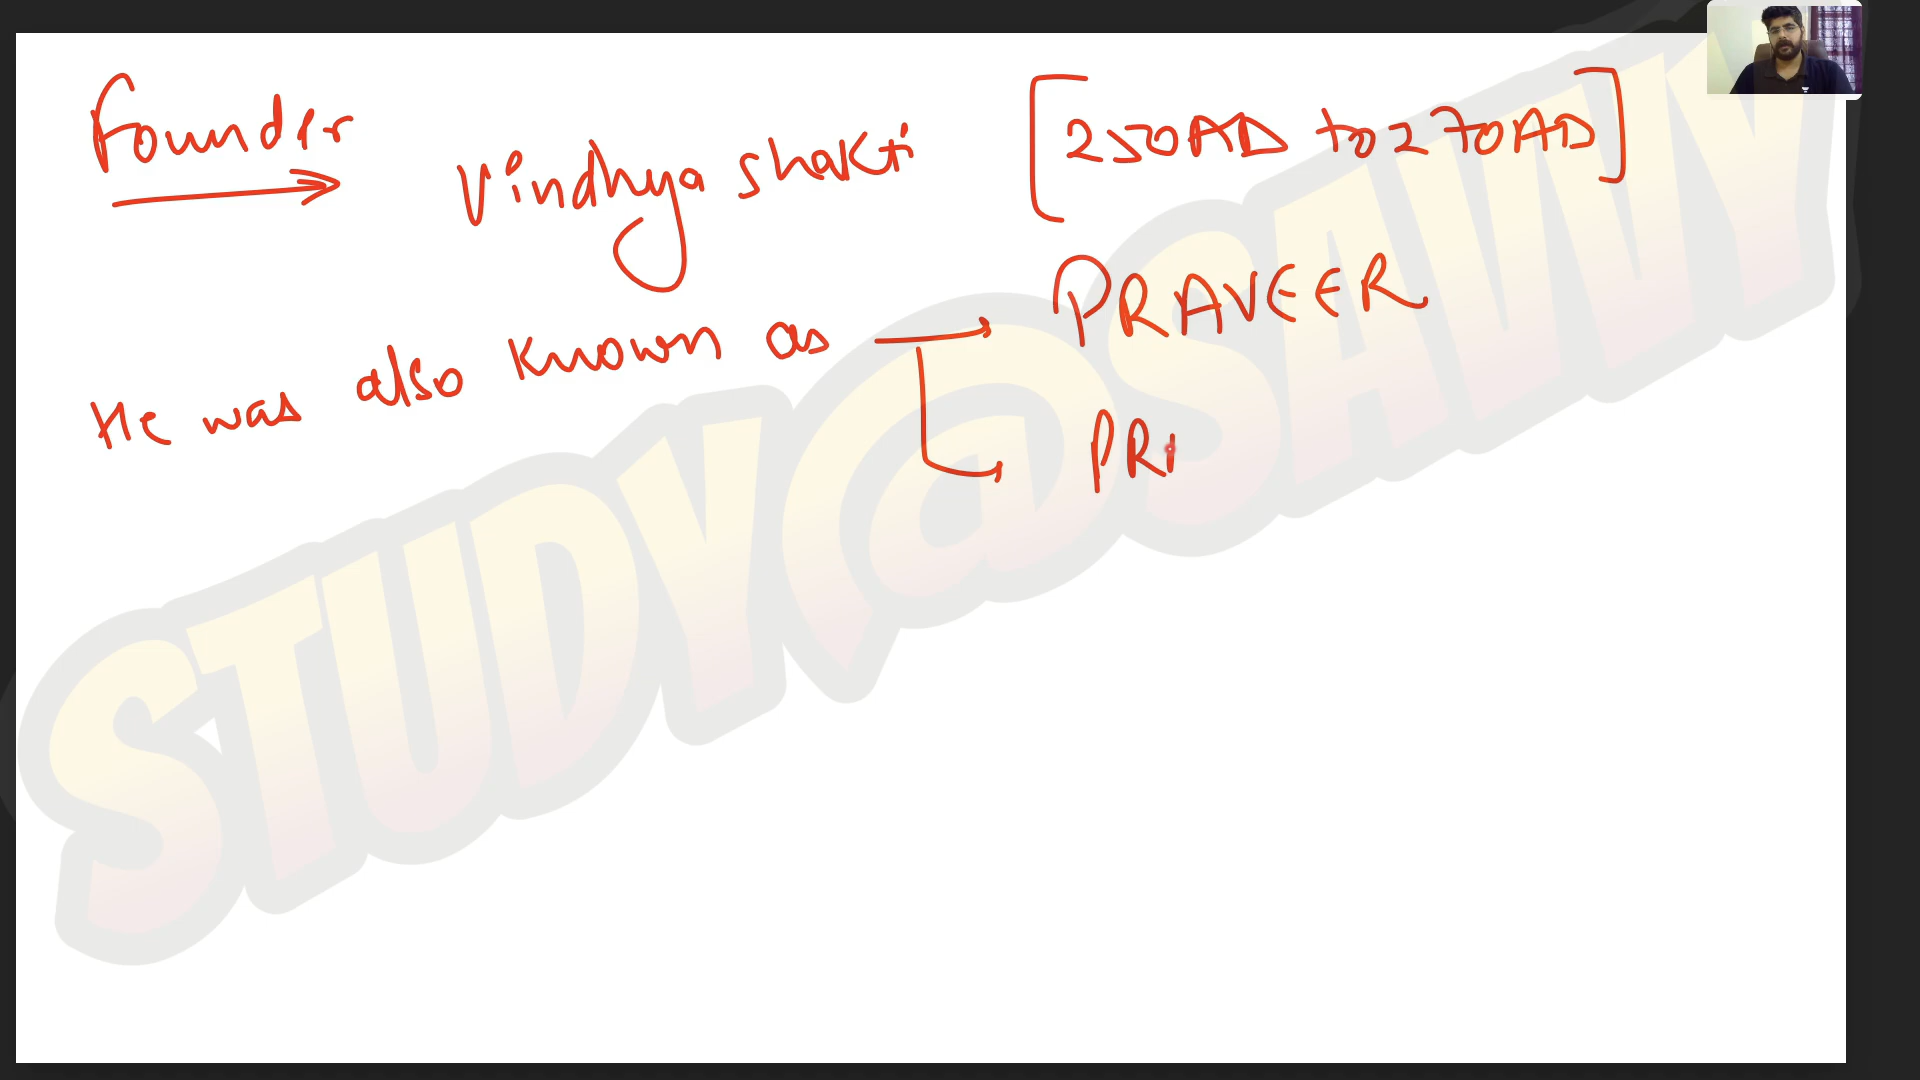 Founder Vindhya shakti [250AD to 270AD]
He was also known as → PRAVEER
PRI
STUDY@SAVVY